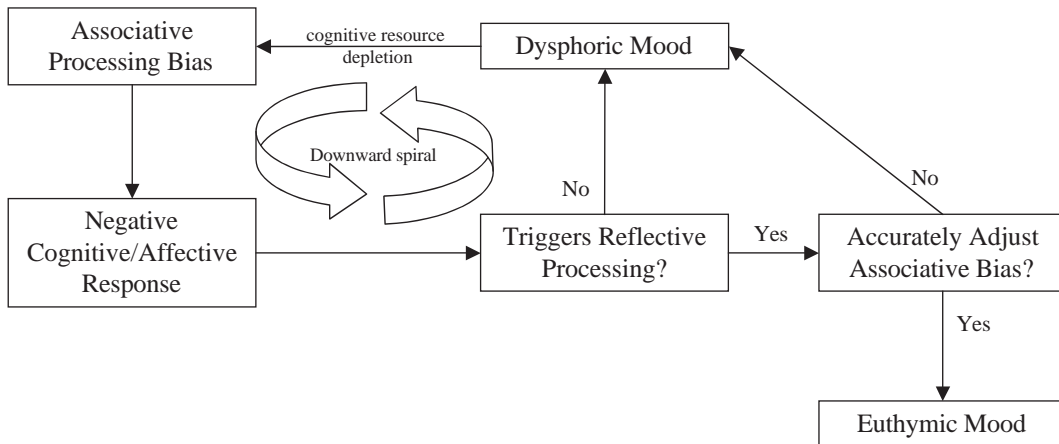 Associative
Processing Bias
cognitive resource
depletion
Dysphoric Mood
Downward spiral
No
No
Negative
Cognitive/Affective
Response
Triggers Reflective
Processing?
Yes
Accurately Adjust
Associative Bias?
Yes
Euthymic Mood